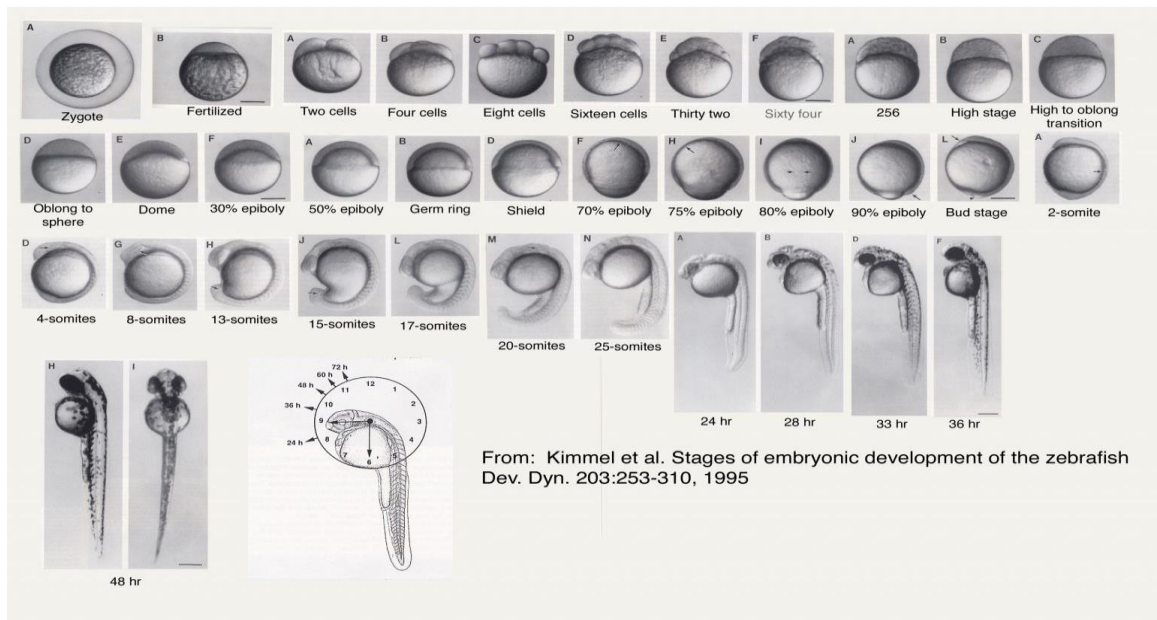 A
B
A
B
C
D
E
F
A
B
C
Zygote
Fertilized
Two cells
Four cells
Eight cells
Sixteen cells
Thirty two
Sixty four
256
High stage
High to oblong
transition
D
E
F
A
B
D
F
H
I
J
L
A
Oblong to
sphere
Dome
30% epiboly
50% epiboly
Germ ring
Shield
70% epiboly
75% epiboly
80% epiboly
90% epiboly
Bud stage
2-somite
D
G
H
J
L
M
N
A
B
D
F
4-somites
8-somites
13-somites
15-somites
17-somites
20-somites
25-somites
24 hr
28 hr
33 hr
36 hr
H
I
48 hr
72 h
60 h
48 h
36 h
24 h
12
1
2
3
4
5
6
7
8
9
10
11
From: Kimmel et al. Stages of embryonic development of the zebrafish
Dev. Dyn. 203:253-310, 1995